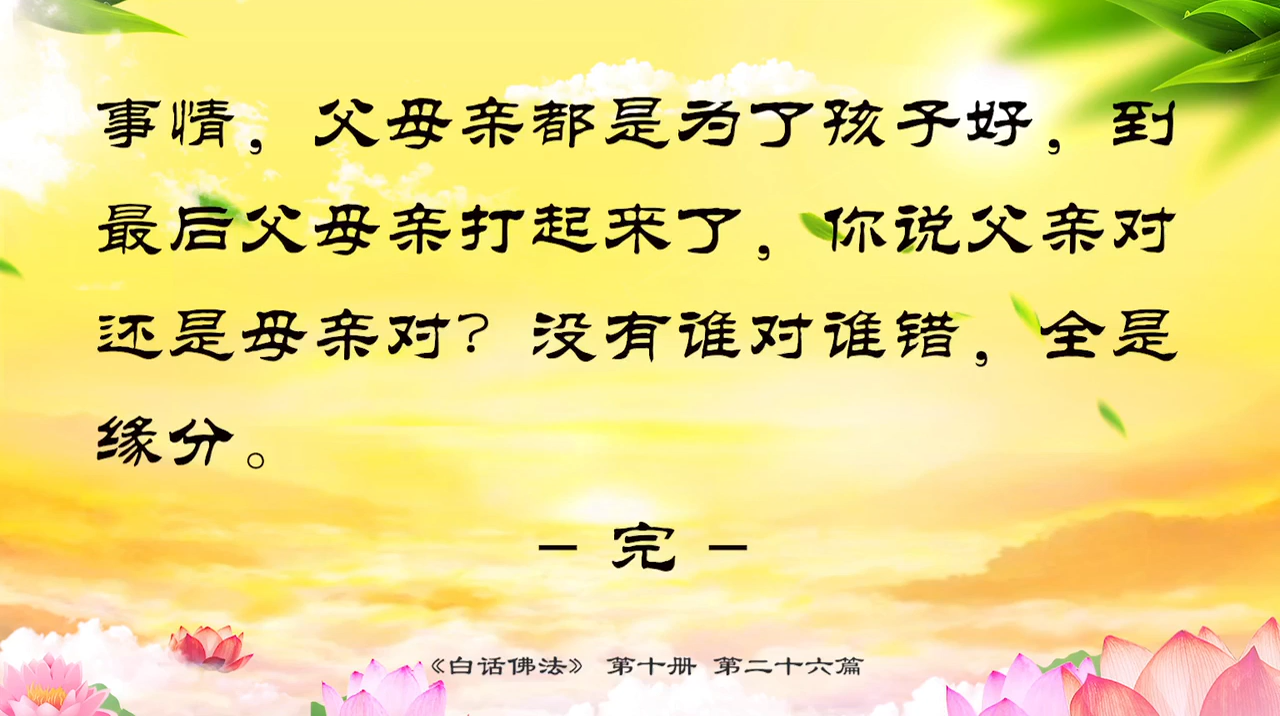 事情，父母亲都是为了孩子好，到
最后父母亲打起来了，你说父亲对
还是母亲对？没有谁对谁错，全是
缘分。
– 完 –
《白话佛法》 第十册 第二十六篇